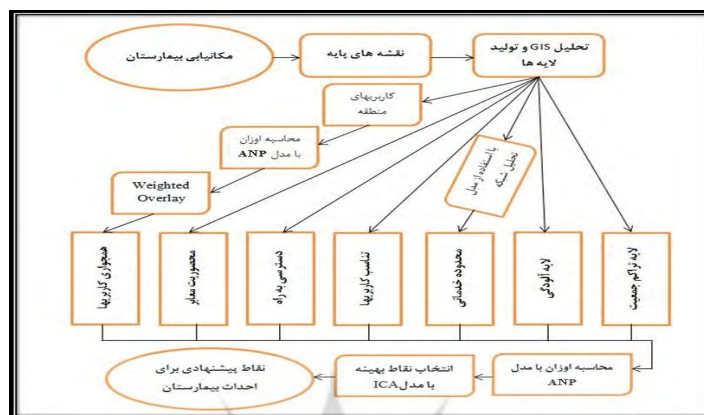 مکانیابی بیمارستان
نقشه های پایه
تحلیل GIS و تولید
لایه ها
کاربریهای
منطقه
محاسبه اوزان
با مدل ANP
Weighted
Overlay
با استفاده از مدل
تحلیل شبکه
همجواری کاربریها
محصوریت معابر
دسترسی به راه
تناسب کاربریها
محدوده خدماتی
لایه آلودگی
لایه تراکم جمعیت
محاسبه اوزان با مدل
ANP
انتخاب نقاط بهینه
با مدل ICA
نقاط پیشنهادی برای
احداث بیمارستان